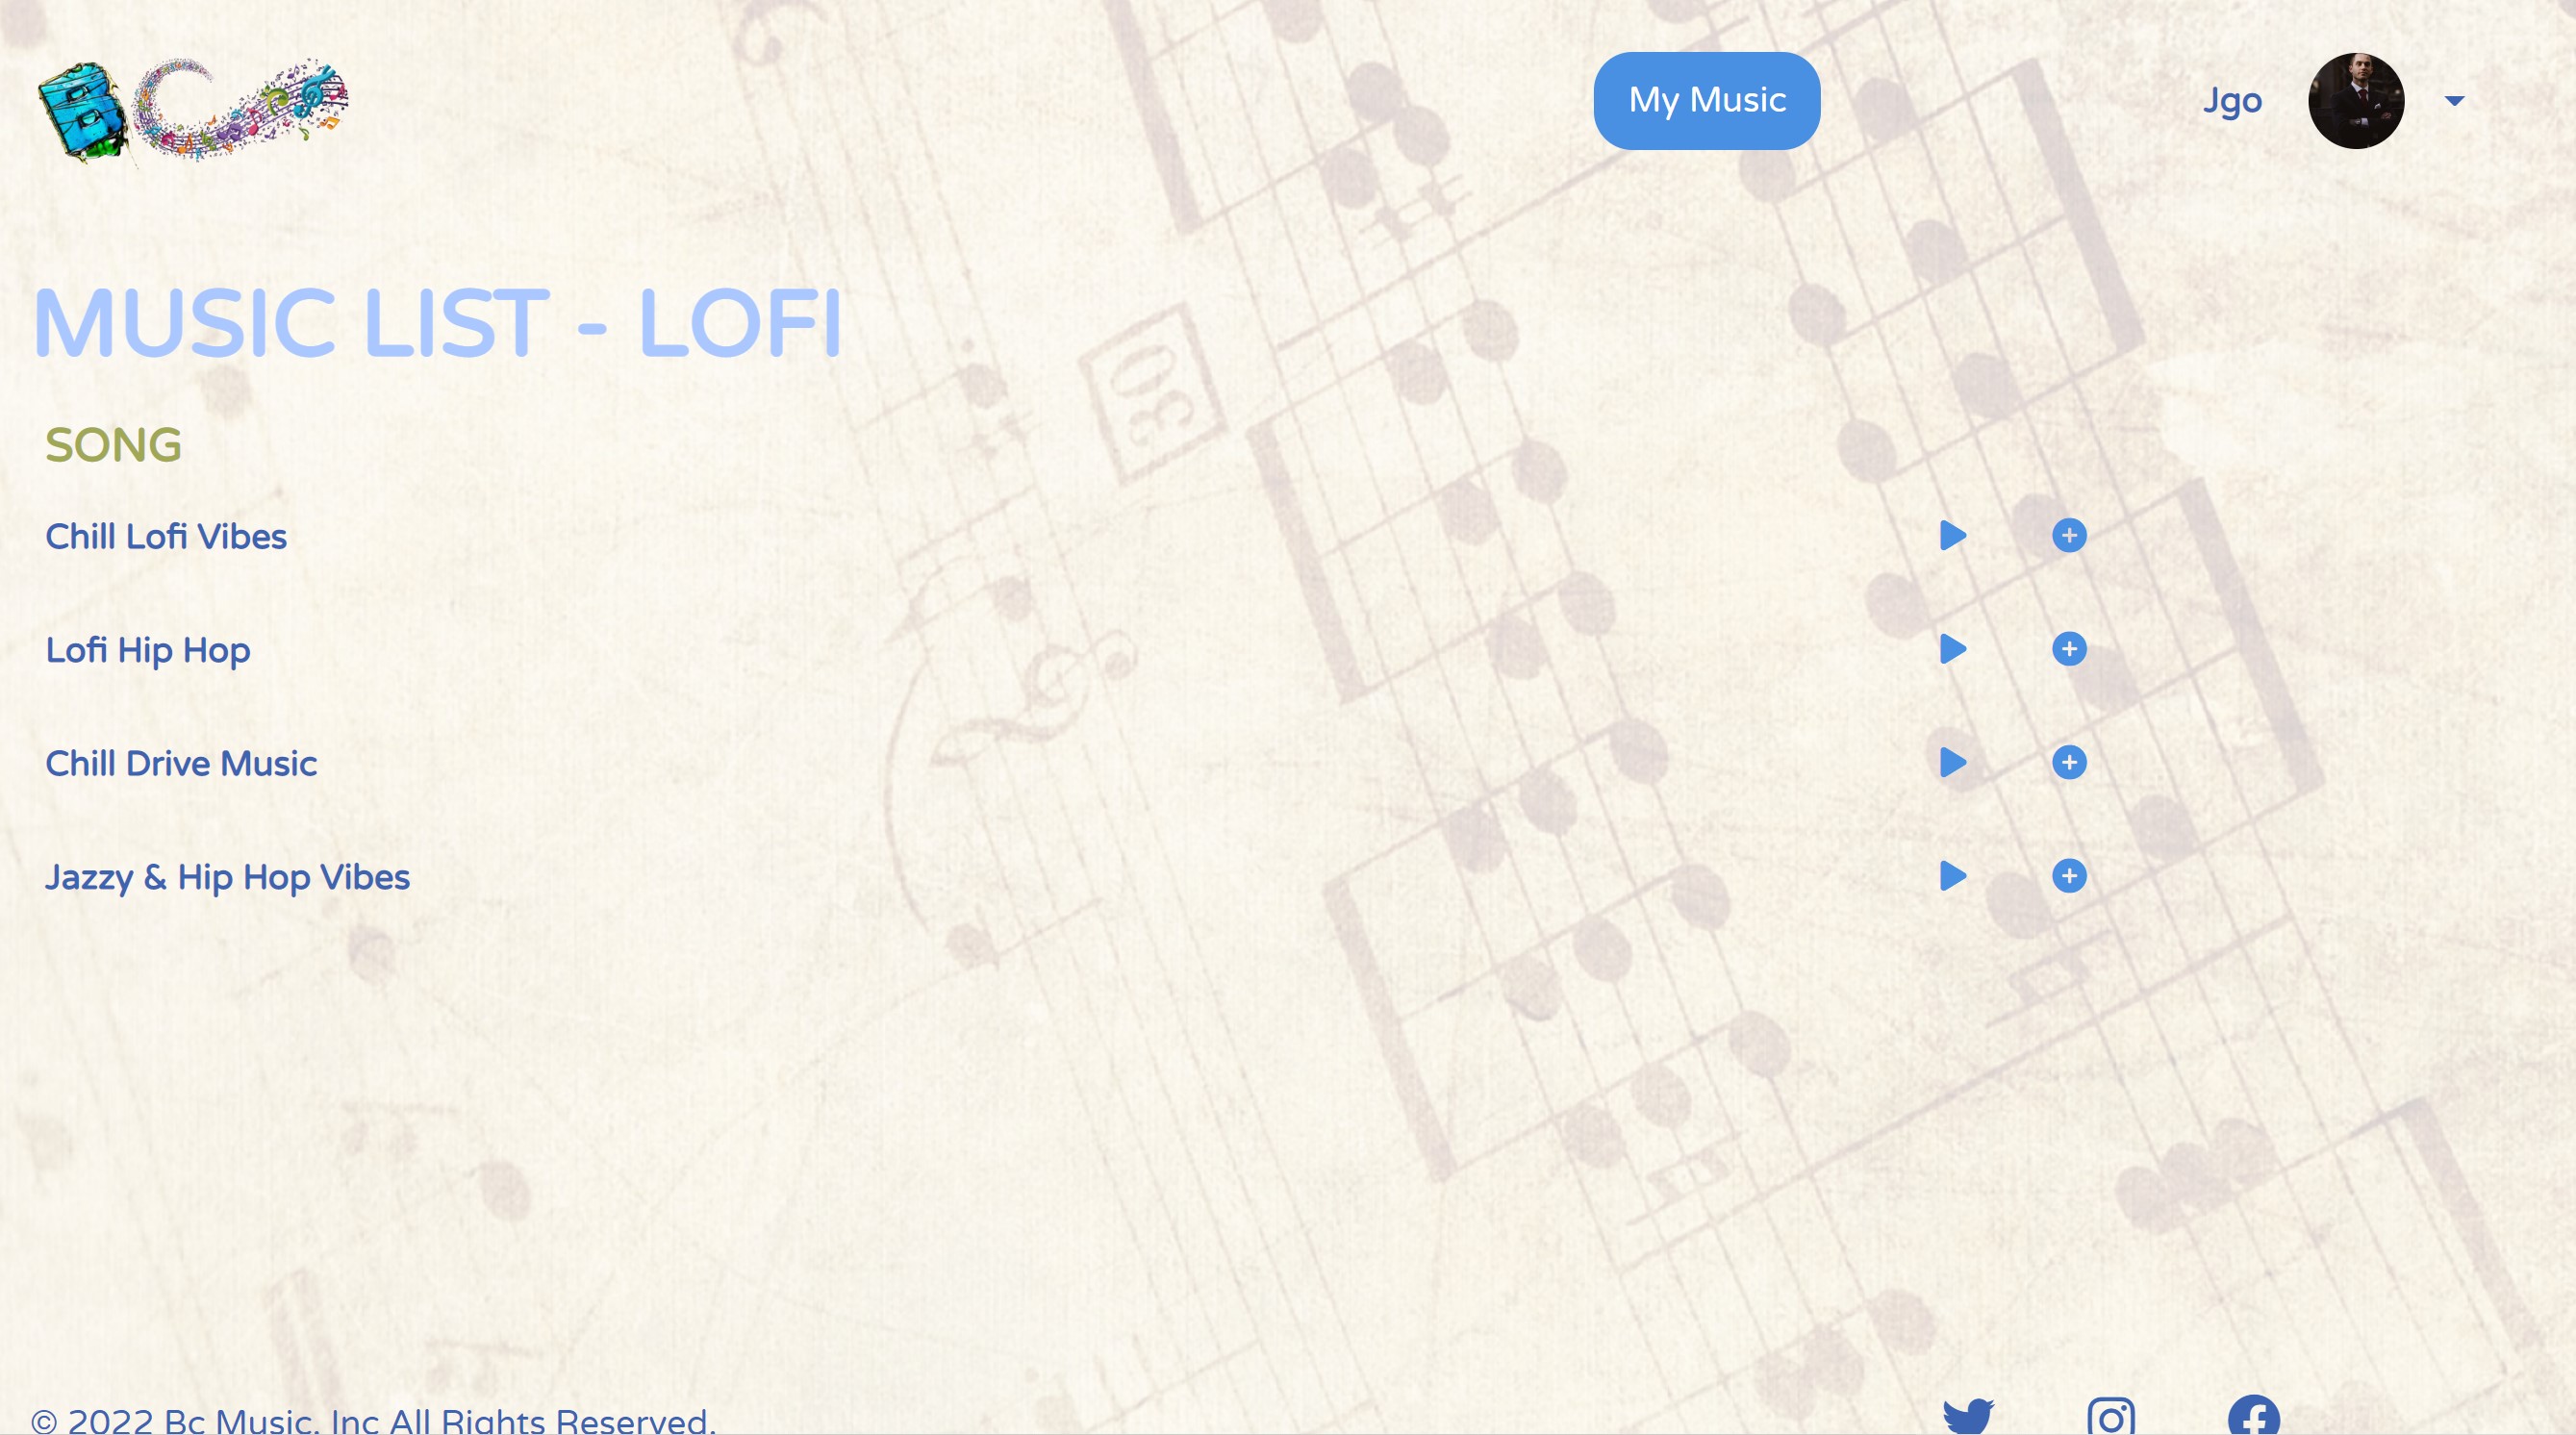 My Music
Jgo
MUSIC LIST - LOFI
30
SONG
Chill Lofi Vibes
Lofi Hip Hop
Chill Drive Music
Jazzy & Hip Hop Vibes
© 2022 Bc Music. Inc All Rights Reserved.